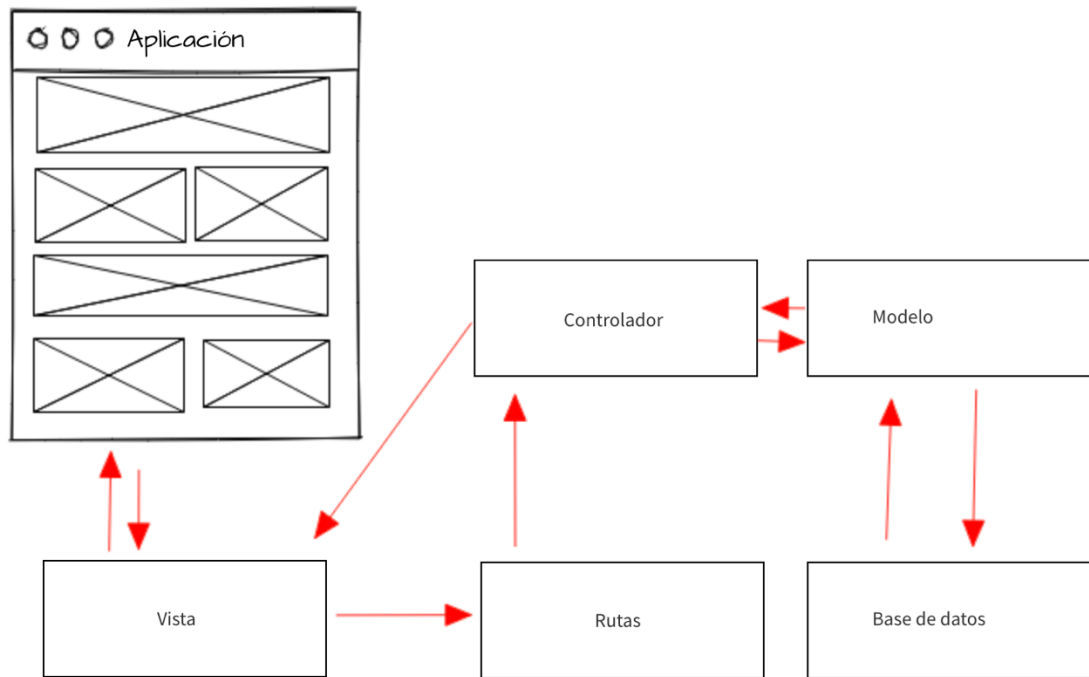 Aplicación
Controlador
Modelo
Vista
Rutas
Base de datos